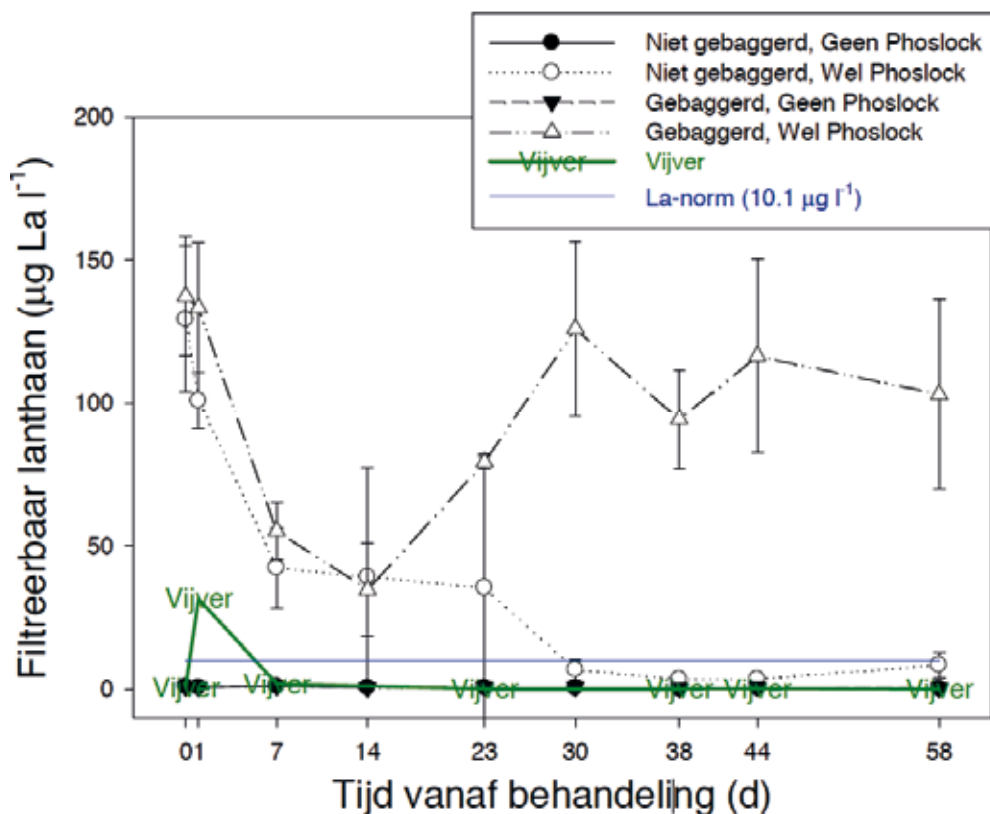 Niet gebaggerd, Geen Phoslock
Niet gebaggerd, Wel Phoslock
Gebaggerd, Geen Phoslock
Gebaggerd, Wel Phoslock
Vijver Vijver
La-norm (10.1 µg l⁻¹)
Filtreerbaar lanthaan (µg La l⁻¹)
200
150
100
50
0
Vijver
Vijver Vijver Vijver Vijver Vijver Vijver
0 1 7 14 23 30 38 44 58
Tijd vanaf behandeling (d)